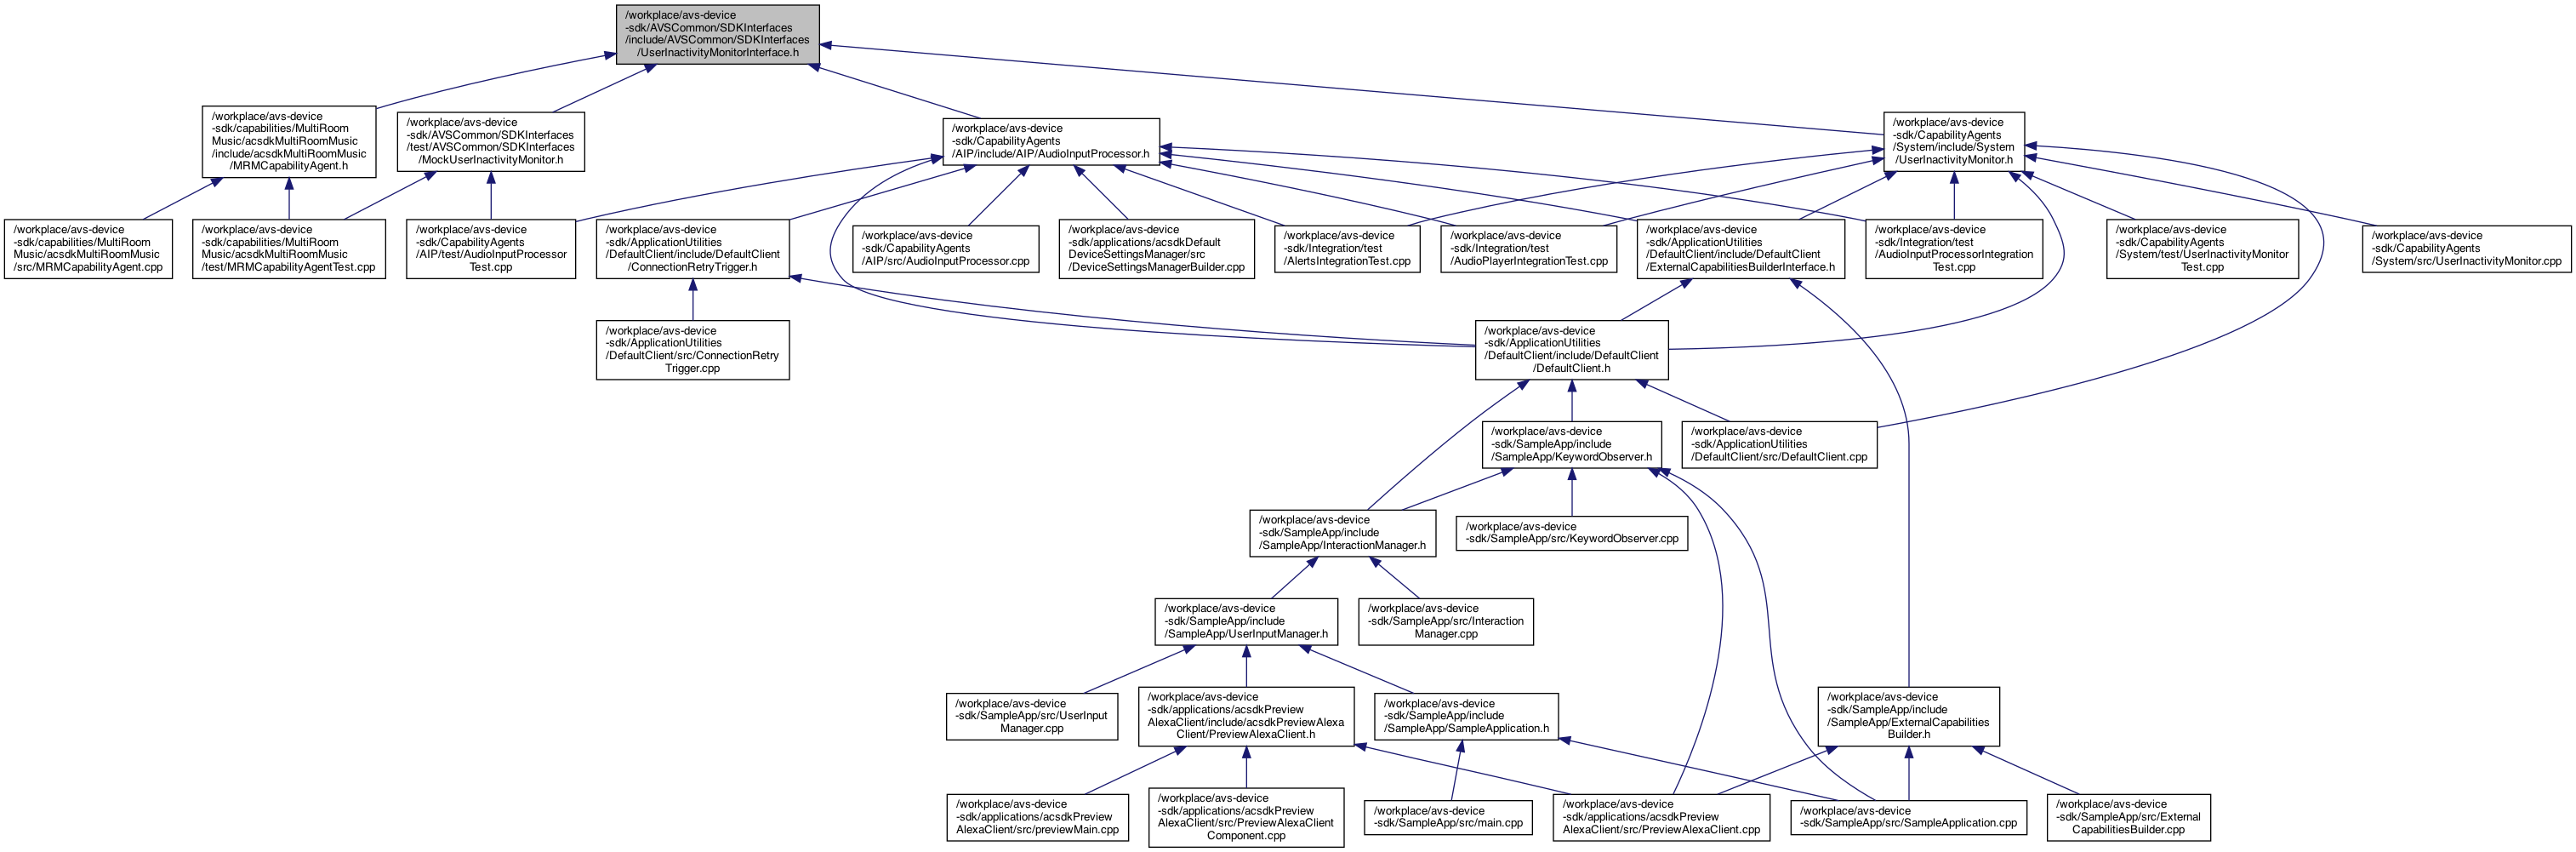 /workplace/avs-device
-sdk/AVSCommon/SDKInterfaces
/include/AVSCommon/SDKInterfaces
/UserInactivityMonitorInterface.h
/workplace/avs-device
-sdk/capabilities/MultiRoom
Music/acsdkMultiRoomMusic
/include/acsdkMultiRoomMusic
/MRMCapabilityAgent.h
/workplace/avs-device
-sdk/AVSCommon/SDKInterfaces
/test/AVSCommon/SDKInterfaces
/MockUserInactivityMonitor.h
/workplace/avs-device
-sdk/CapabilityAgents
/AIP/include/AIP/AudioInputProcessor.h
/workplace/avs-device
-sdk/CapabilityAgents
/System/include/System
/UserInactivityMonitor.h
/workplace/avs-device
-sdk/capabilities/MultiRoom
Music/acsdkMultiRoomMusic
/src/MRMCapabilityAgent.cpp
/workplace/avs-device
-sdk/capabilities/MultiRoom
Music/acsdkMultiRoomMusic
/test/MRMCapabilityAgentTest.cpp
/workplace/avs-device
-sdk/CapabilityAgents
/AIP/test/AudioInputProcessor
Test.cpp
/workplace/avs-device
-sdk/ApplicationUtilities
/DefaultClient/include/DefaultClient
/ConnectionRetryTrigger.h
/workplace/avs-device
-sdk/CapabilityAgents
/AIP/src/AudioInputProcessor.cpp
/workplace/avs-device
-sdk/applications/acsdkDefault
DeviceSettingsManager/src
/DeviceSettingsManagerBuilder.cpp
/workplace/avs-device
-sdk/Integration/test
/AlertsIntegrationTest.cpp
/workplace/avs-device
-sdk/Integration/test
/AudioPlayerIntegrationTest.cpp
/workplace/avs-device
-sdk/ApplicationUtilities
/DefaultClient/include/DefaultClient
/ExternalCapabilitiesBuilderInterface.h
/workplace/avs-device
-sdk/Integration/test
/AudioInputProcessorIntegration
Test.cpp
/workplace/avs-device
-sdk/CapabilityAgents
/System/test/UserInactivityMonitor
Test.cpp
/workplace/avs-device
-sdk/CapabilityAgents
/System/src/UserInactivityMonitor.cpp
/workplace/avs-device
-sdk/ApplicationUtilities
/DefaultClient/src/ConnectionRetry
Trigger.cpp
/workplace/avs-device
-sdk/ApplicationUtilities
/DefaultClient/include/DefaultClient
/DefaultClient.h
/workplace/avs-device
-sdk/SampleApp/include
/SampleApp/KeywordObserver.h
/workplace/avs-device
-sdk/ApplicationUtilities
/DefaultClient/src/DefaultClient.cpp
/workplace/avs-device
-sdk/SampleApp/include
/SampleApp/InteractionManager.h
/workplace/avs-device
-sdk/SampleApp/src/KeywordObserver.cpp
/workplace/avs-device
-sdk/SampleApp/include
/SampleApp/UserInputManager.h
/workplace/avs-device
-sdk/SampleApp/src/Interaction
Manager.cpp
/workplace/avs-device
-sdk/SampleApp/src/UserInput
Manager.cpp
/workplace/avs-device
-sdk/applications/acsdkPreview
AlexaClient/include/acsdkPreviewAlexa
Client/PreviewAlexaClient.h
/workplace/avs-device
-sdk/SampleApp/include
/SampleApp/SampleApplication.h
/workplace/avs-device
-sdk/SampleApp/include
/SampleApp/ExternalCapabilities
Builder.h
/workplace/avs-device
-sdk/applications/acsdkPreview
AlexaClient/src/previewMain.cpp
/workplace/avs-device
-sdk/applications/acsdkPreview
AlexaClient/src/PreviewAlexaClient
Component.cpp
/workplace/avs-device
-sdk/SampleApp/src/main.cpp
/workplace/avs-device
-sdk/applications/acsdkPreview
AlexaClient/src/PreviewAlexaClient.cpp
/workplace/avs-device
-sdk/SampleApp/src/SampleApplication.cpp
/workplace/avs-device
-sdk/SampleApp/src/External
CapabilitiesBuilder.cpp